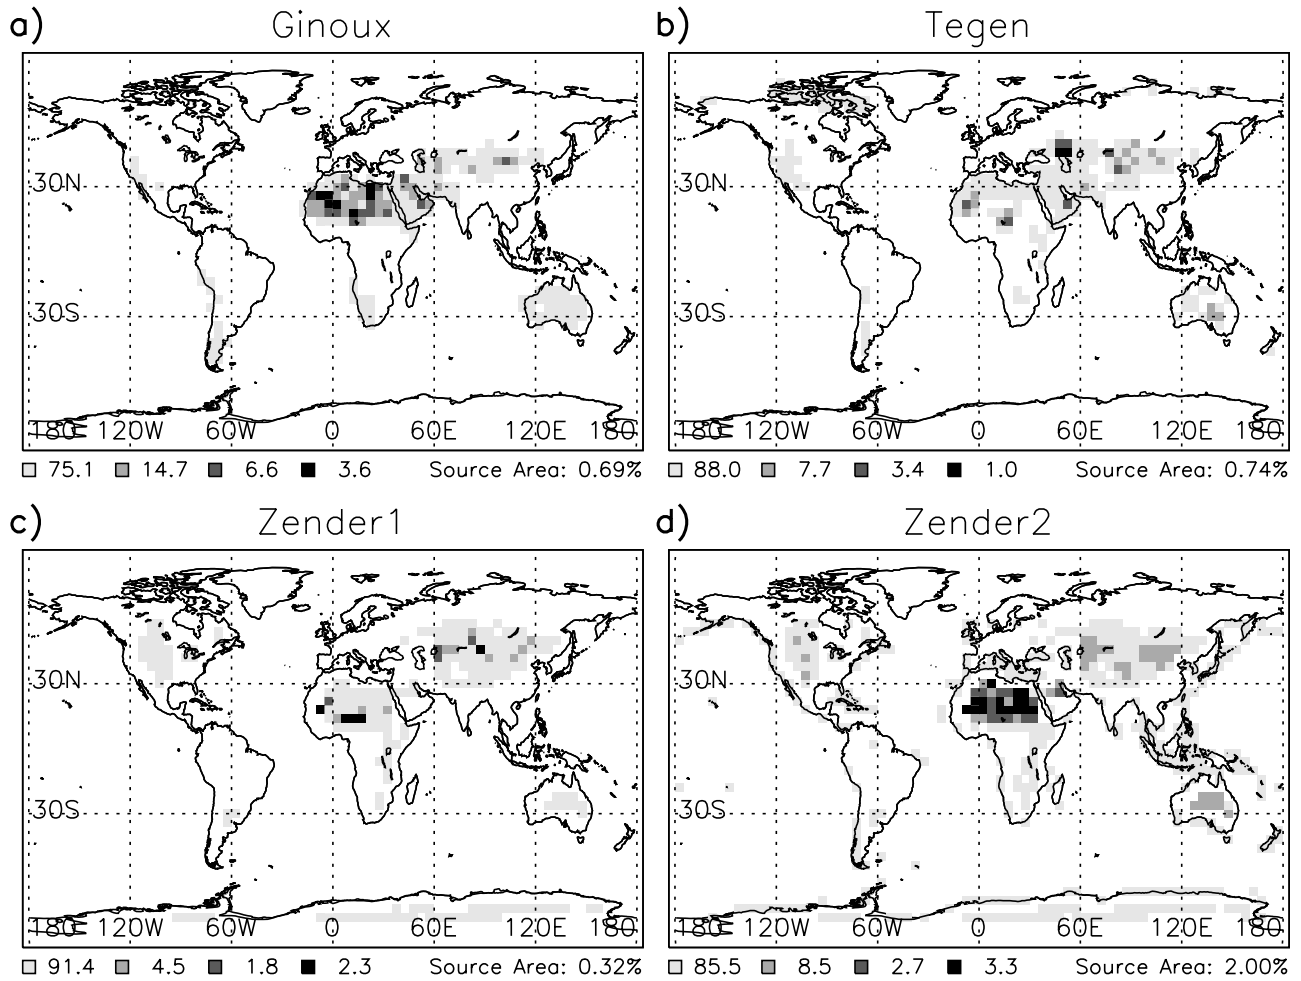 a) Ginoux
30N
30S
180 120W 60W 0 60E 120E 180
75.1 14.7 6.6 3.6 Source Area: 0.69%
b) Tegen
30N
30S
180 120W 60W 0 60E 120E 180
88.0 7.7 3.4 1.0 Source Area: 0.74%
c) Zender1
30N
30S
180 120W 60W 0 60E 120E 180
91.4 4.5 1.8 2.3 Source Area: 0.32%
d) Zender2
30N
30S
180 120W 60W 0 60E 120E 180
85.5 8.5 2.7 3.3 Source Area: 2.00%